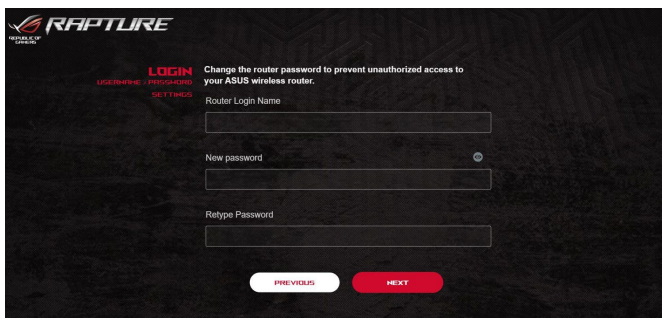 RAPTURE
REPUBLIC OF
GAMERS
LOGIN
USERNAME / PASSWORD
SETTINGS
Change the router password to prevent unauthorized access to
your ASUS wireless router.
Router Login Name
New password
Retype Password
PREVIOUS
NEXT